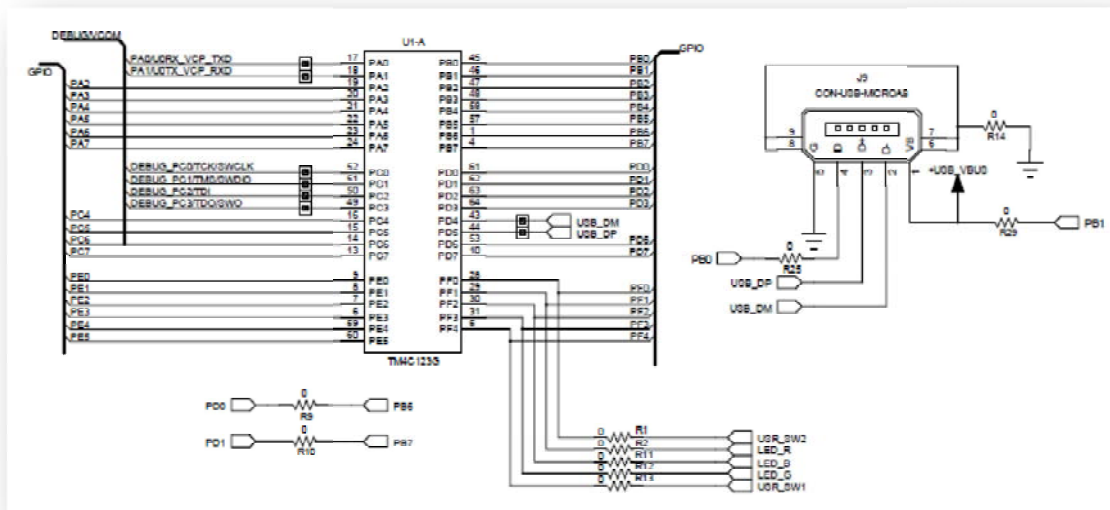 DEBUG/VCOM
GPIO
PA0/U0RX_VCP_TXD
PA1/U0TX_VCP_RXD
PA2
PA3
PA4
PA5
PA6
PA7
DEBUG_PC0/TCK/SWCLK
DEBUG_PC1/TMS/SWDIO
DEBUG_PC2/TDI
DEBUG_PC3/TDO/SWO
PC4
PC5
PC6
PC7
PE0
PE1
PE2
PE3
PE4
PE5
U1-A
17 PA0 PB0 45 PB0
18 PA1 PB1 46 PB1
19 PA2 PB2 47 PB2
20 PA3 PB3 48 PB3
21 PA4 PB4 58 PB4
22 PA5 PB5 57 PB5
23 PA6 PB6 1 PB6
24 PA7 PB7 4 PB7
52 PC0 PD0 61 PD0
51 PC1 PD1 62 PD1
50 PC2 PD2 63 PD2
49 PC3 PD3 64 PD3
16 PC4 PD4 43 USB_DM
15 PC5 PD5 44 USB_DP
14 PC6 PD6 53 PD6
13 PC7 PD7 10 PD7
9 PE0 PF0 28 PF0
8 PE1 PF1 29 PF1
7 PE2 PF2 30 PF2
6 PE3 PF3 31 PF3
59 PE4 PF4 5 PF4
60 PE5
TM4C123G
GPIO
J9
CON-USB-MICROAB
9
8
7
6
G
ID
D+
D-
VB
5
4
3
2
1
0
R14
+USB_VBUS
0
R29
PB1
PB0
0
R25
USB_DP
USB_DM
PD0
0
R9
PB6
PD1
0
R10
PB7
0 R1 USR_SW2
0 R2 LED_R
0 R11 LED_B
0 R12 LED_G
0 R13 USR_SW1